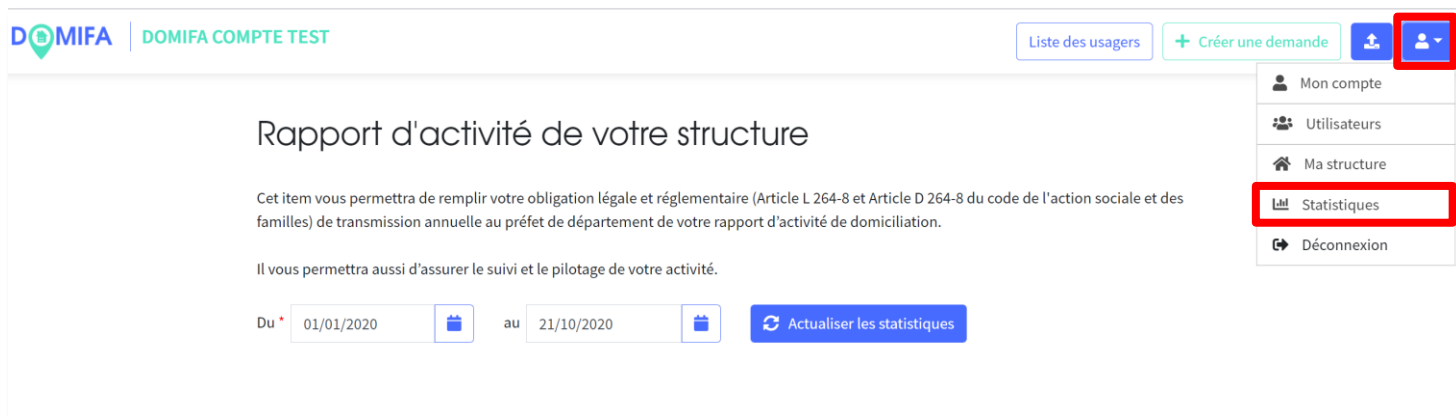 DOMIFA
DOMIFA COMPTE TEST
Liste des usagers
+ Créer une demande
Mon compte
Utilisateurs
Ma structure
Statistiques
Déconnexion
Rapport d'activité de votre structure
Cet item vous permettra de remplir votre obligation légale et réglementaire (Article L 264-8 et Article D 264-8 du code de l'action sociale et des
familles) de transmission annuelle au préfet de département de votre rapport d’activité de domiciliation.
Il vous permettra aussi d’assurer le suivi et le pilotage de votre activité.
Du * 01/01/2020 au 21/10/2020 Actualiser les statistiques